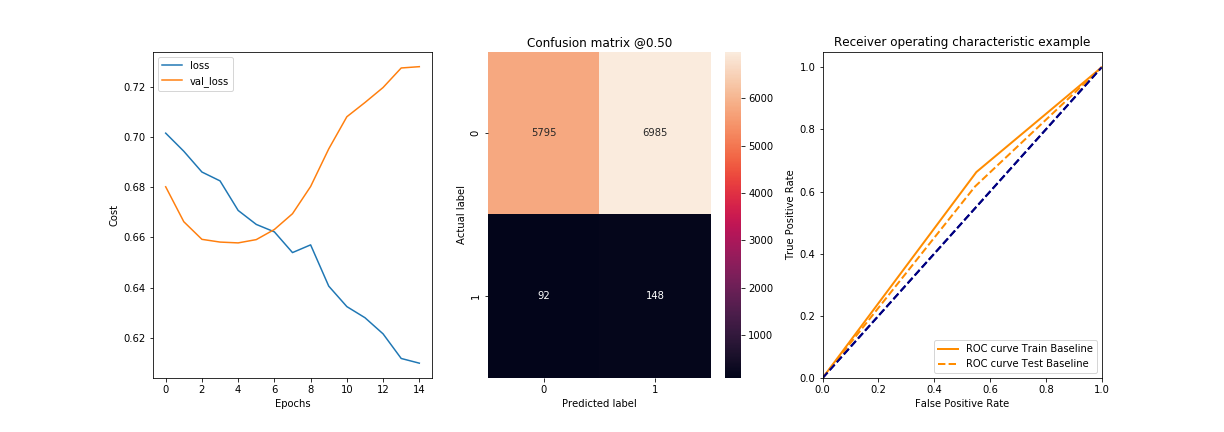 loss
val_loss
0.72
0.70
0.68
0.66
0.64
0.62
Cost
0 2 4 6 8 10 12 14
Epochs
Confusion matrix @0.50
5795 6985
92 148
0
1
Actual label
0 1
Predicted label
6000
5000
4000
3000
2000
1000
Receiver operating characteristic example
1.0
0.8
0.6
0.4
0.2
0.0
True Positive Rate
ROC curve Train Baseline
ROC curve Test Baseline
0.0 0.2 0.4 0.6 0.8 1.0
False Positive Rate